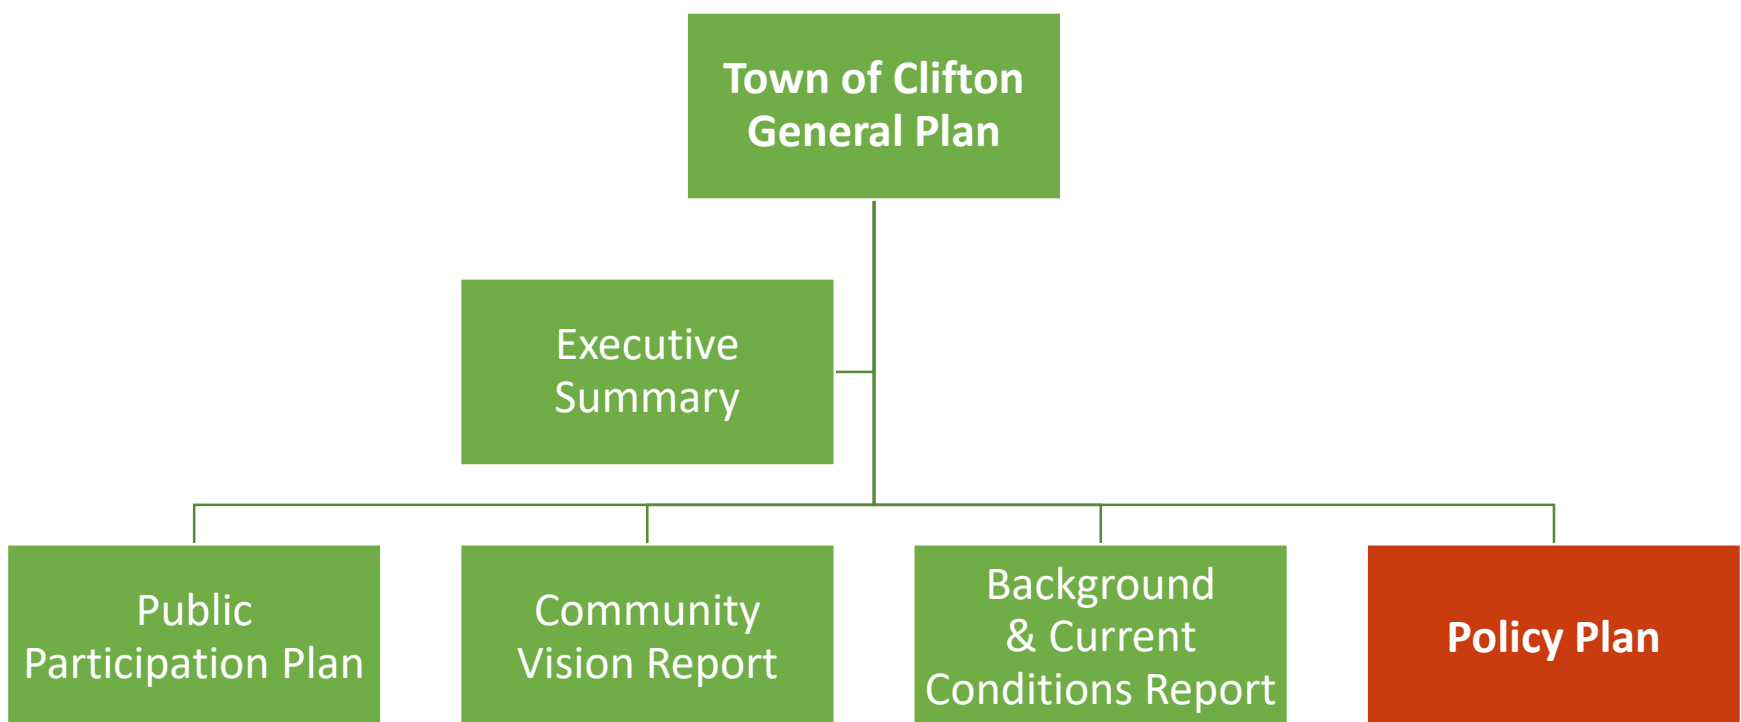 Town of Clifton
General Plan
Executive
Summary
Public
Participation Plan
Community
Vision Report
Background
& Current
Conditions Report
Policy Plan